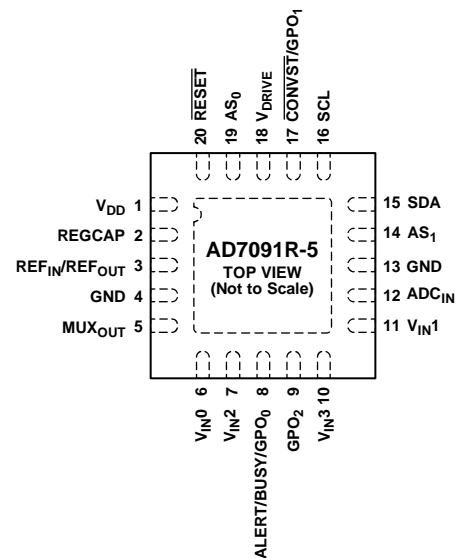 20 RESET
19 AS0
18 VDRIVE
17 CONVST/GPO1
16 SCL
VDD 1
REGCAP 2
REFIN/REFOUT 3
GND 4
MUXOUT 5
AD7091R-5
TOP VIEW
(Not to Scale)
15 SDA
14 AS1
13 GND
12 ADCIN
11 VIN1
VIN0 6
VIN2 7
ALERT/BUSY/GPO0 8
GPO2 9
VIN3 10